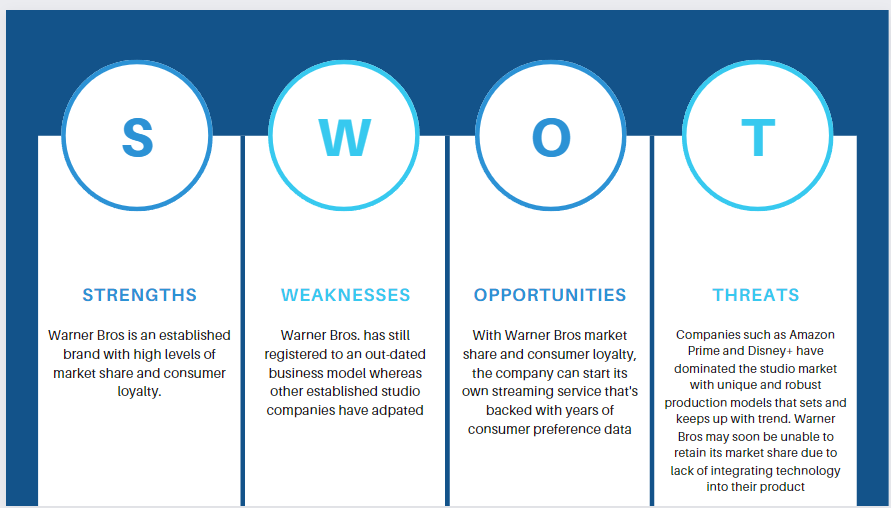 S
W
O
T
STRENGTHS
Warner Bros is an established
brand with high levels of
market share and consumer
loyalty.
WEAKNESSES
Warner Bros. has still
registered to an out-dated
business model whereas
other established studio
companies have adpated
OPPORTUNITIES
With Warner Bros market
share and consumer loyalty,
the company can start its
own streaming service that's
backed with years of
consumer preference data
THREATS
Companies such as Amazon
Prime and Disney+ have
dominated the studio market
with unique and robust
production models that sets and
keeps up with trend. Warner
Bros may soon be unable to
retain its market share due to
lack of integrating technology
into their product